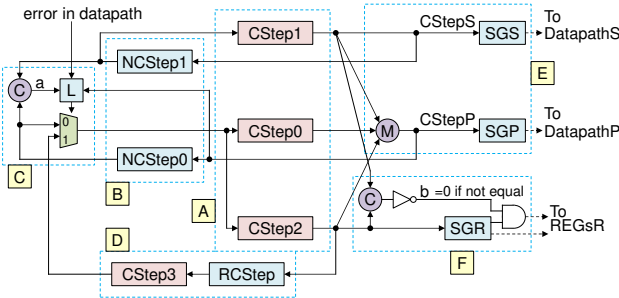 error in datapath
CStep1
CStepS
SGS
To
DatapathS
NCStep1
E
C
a
L
0
1
CStep0
M
CStepP
SGP
To
DatapathP
NCStep0
C
B
A
C
b =0 if not equal
To
REGsR
CStep2
SGR
D
F
CStep3
RCStep